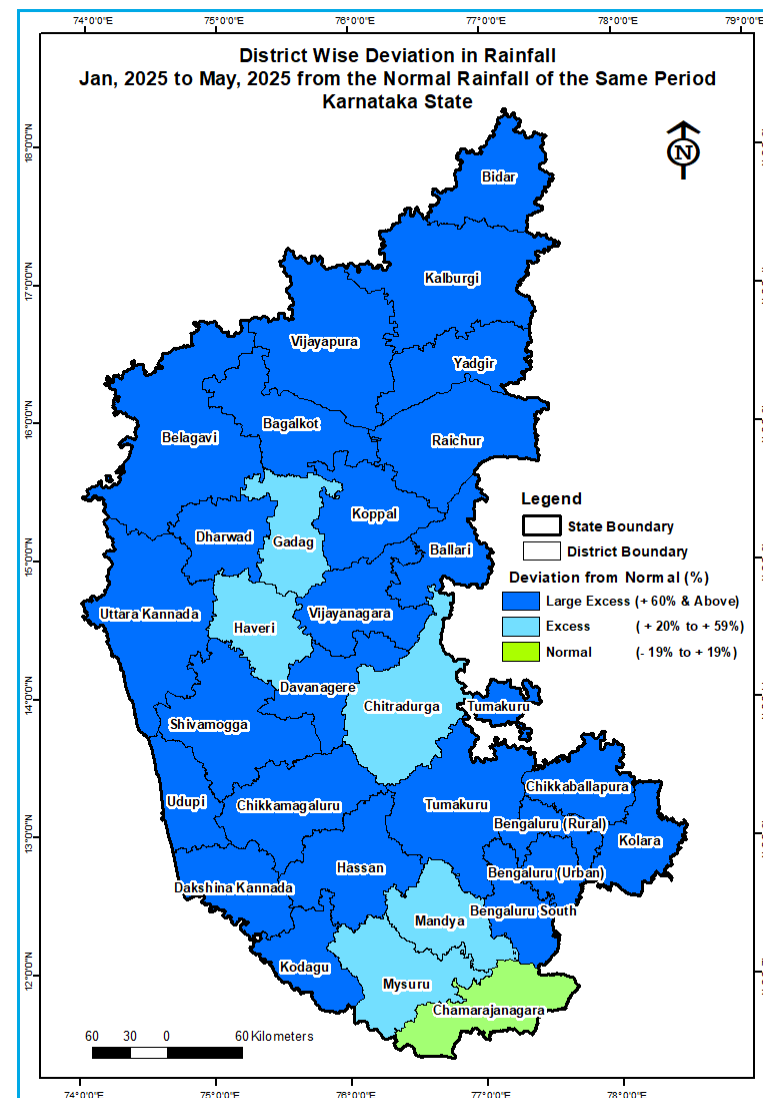 74°0'0"E 75°0'0"E 76°0'0"E 77°0'0"E 78°0'0"E 79°0'0"E
District Wise Deviation in Rainfall
Jan, 2025 to May, 2025 from the Normal Rainfall of the Same Period
Karnataka State
18°0'0"N
N
Bidar
Kalburgi
17°0'0"N
Vijayapura
Yadgir
16°0'0"N
Bagalkot
Belagavi
Raichur
Legend
Koppal
State Boundary
Dharwad
Gadag
Ballari
District Boundary
15°0'0"N
Deviation from Normal (%)
Large Excess (+ 60% & Above)
Uttara Kannada
Vijayanagara
Haveri
Excess ( + 20% to + 59%)
Normal (- 19% to + 19%)
Davanagere
14°0'0"N
Chitradurga
Tumakuru
Shivamogga
Chikkaballapura
Udupi
Chikkamagaluru
Tumakuru
Bengaluru (Rural)
13°0'0"N
Kolara
Hassan
Bengaluru (Urban)
Dakshina Kannada
Bengaluru South
Mandya
Kodagu
12°0'0"N
Mysuru
Chamarajanagara
60 30 0 60 Kilometers
74°0'0"E 75°0'0"E 76°0'0"E 77°0'0"E 78°0'0"E